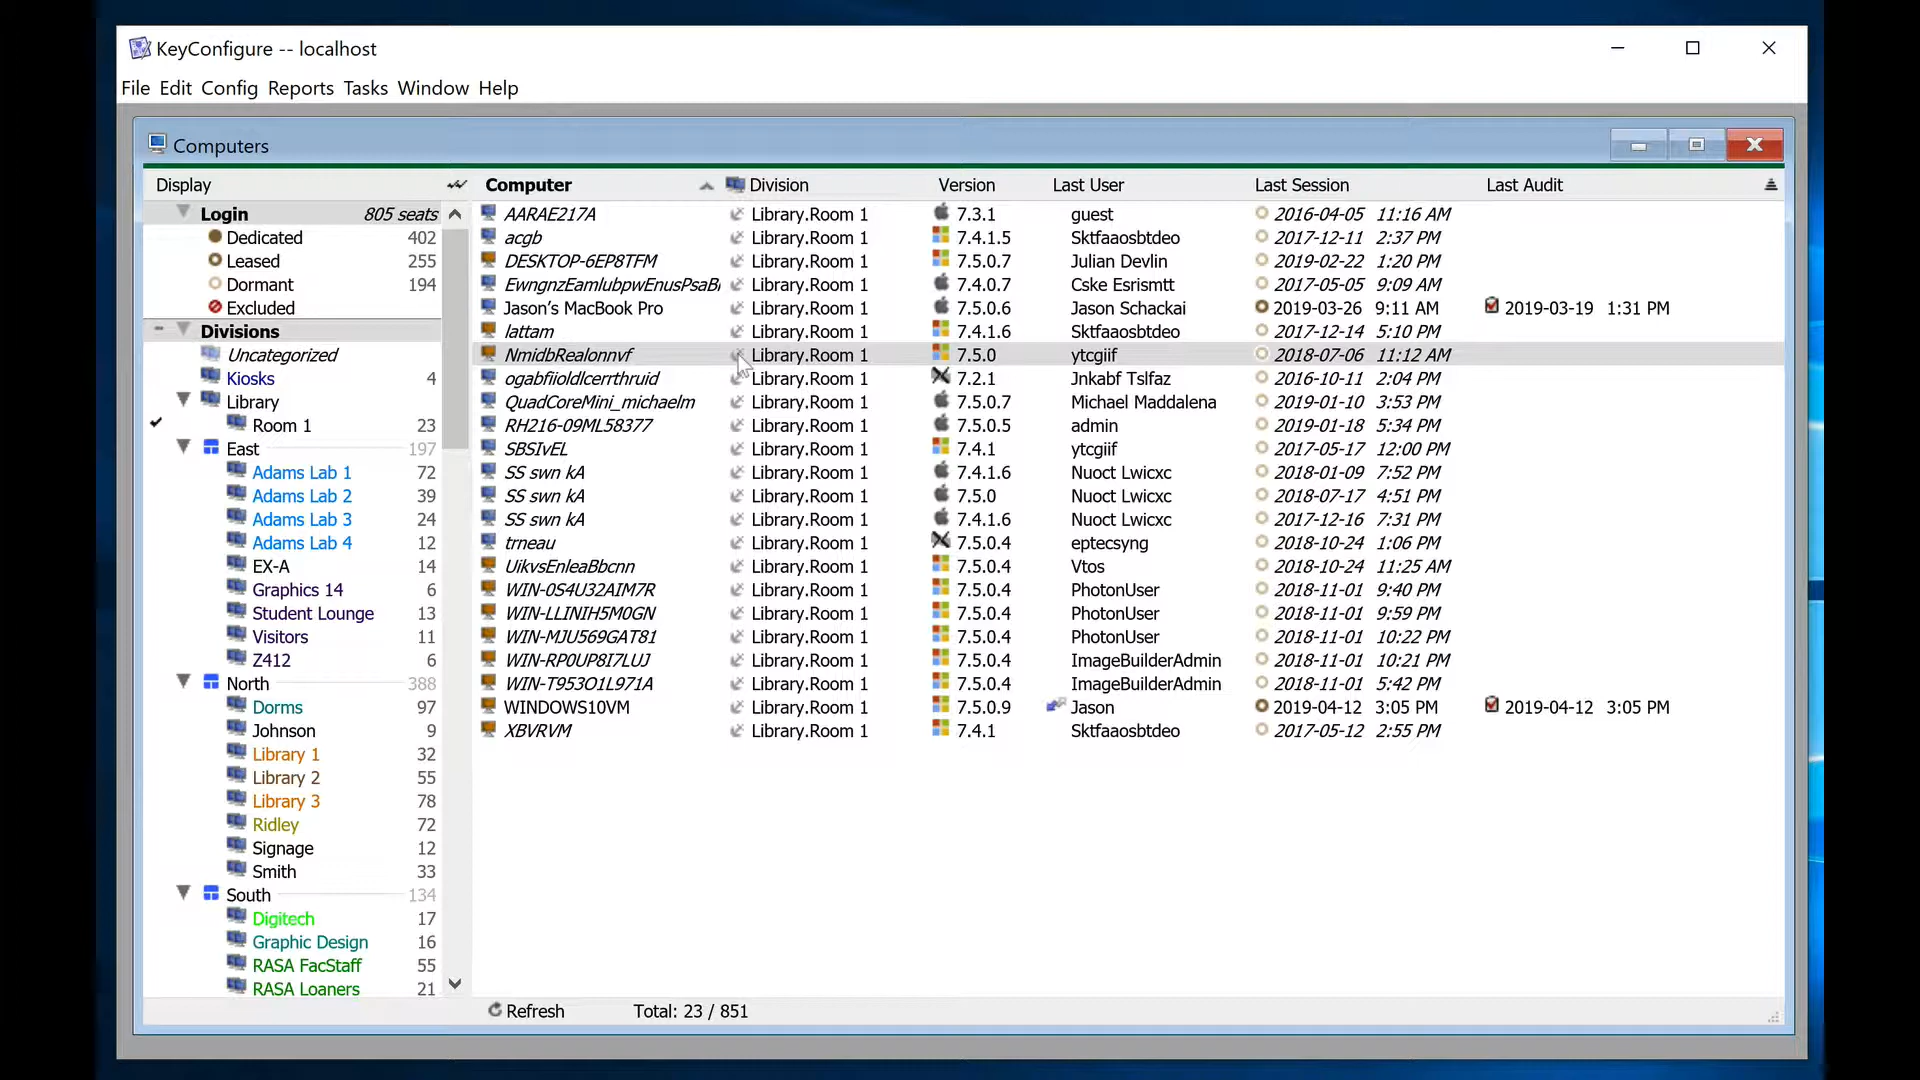 KeyConfigure -- localhost
File Edit Config Reports Tasks Window Help
Computers
Display Computer Division Version Last User Last Session Last Audit
Login 805 seats
Dedicated 402
Leased 255
Dormant 194
Excluded
Divisions
Uncategorized
Kiosks 4
Library
Room 1 23
East 197
Adams Lab 1 72
Adams Lab 2 39
Adams Lab 3 24
Adams Lab 4 12
EX-A 14
Graphics 14 6
Student Lounge 13
Visitors 11
Z412 6
North 388
Dorms 97
Johnson 9
Library 1 32
Library 2 55
Library 3 78
Ridley 72
Signage 12
Smith 33
South 134
Digitech 17
Graphic Design 16
RASA FacStaff 55
RASA Loaners 21
AARAE217A Library.Room 1 7.3.1 guest 2016-04-05 11:16 AM
acgb Library.Room 1 7.4.1.5 Sktfaaosbtdeo 2017-12-11 2:37 PM
DESKTOP-6EP8TFM Library.Room 1 7.5.0.7 Julian Devlin 2019-02-22 1:20 PM
EwngnzEamlubpwEnusPsaB Library.Room 1 7.4.0.7 Cske Esrismtt 2017-05-05 9:09 AM
Jason’s MacBook Pro Library.Room 1 7.5.0.6 Jason Schackai 2019-03-26 9:11 AM 2019-03-19 1:31 PM
lattam Library.Room 1 7.4.1.6 Sktfaaosbtdeo 2017-12-14 5:10 PM
NmidbRealonnvf Library.Room 1 7.5.0 ytcgiif 2018-07-06 11:12 AM
ogabfiioldlcerrthruid Library.Room 1 7.2.1 Jnkabf Tslfaz 2016-10-11 2:04 PM
QuadCoreMini_michaelm Library.Room 1 7.5.0.7 Michael Maddalena 2019-01-10 3:53 PM
RH216-09ML58377 Library.Room 1 7.5.0.5 admin 2019-01-18 5:34 PM
SBSIvEL Library.Room 1 7.4.1 ytcgiif 2017-05-17 12:00 PM
SS swn kA Library.Room 1 7.4.1.6 Nuoct Lwicxc 2018-01-09 7:52 PM
SS swn kA Library.Room 1 7.5.0 Nuoct Lwicxc 2018-07-17 4:51 PM
SS swn kA Library.Room 1 7.4.1.6 Nuoct Lwicxc 2017-12-16 7:31 PM
trneau Library.Room 1 7.5.0.4 eptecsyng 2018-10-24 1:06 PM
UikvsEnleaBbcnn Library.Room 1 7.5.0.4 Vtos 2018-10-24 11:25 AM
WIN-0S4U32AIM7R Library.Room 1 7.5.0.4 PhotonUser 2018-11-01 9:40 PM
WIN-LLINIH5M0GN Library.Room 1 7.5.0.4 PhotonUser 2018-11-01 9:59 PM
WIN-MJU569GAT81 Library.Room 1 7.5.0.4 PhotonUser 2018-11-01 10:22 PM
WIN-RP0UP8I7LUJ Library.Room 1 7.5.0.4 ImageBuilderAdmin 2018-11-01 10:21 PM
WIN-T953O1L971A Library.Room 1 7.5.0.4 ImageBuilderAdmin 2018-11-01 5:42 PM
WINDOWS10VM Library.Room 1 7.5.0.9 Jason 2019-04-12 3:05 PM 2019-04-12 3:05 PM
XBVRVM Library.Room 1 7.4.1 Sktfaaosbtdeo 2017-05-12 2:55 PM
Refresh Total: 23 / 851